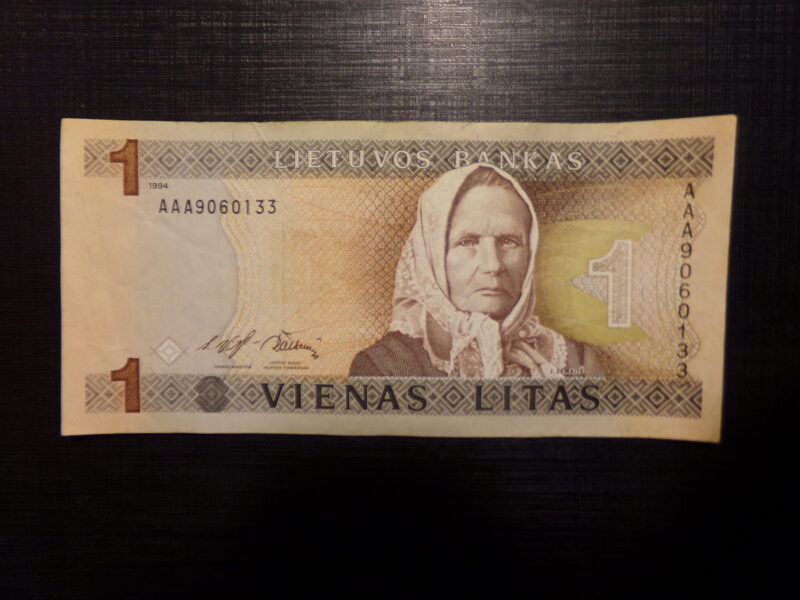 1
LIETUVOS BANKAS
1994
AAA9060133
AAA9060133
1
1
VIENAS LITAS